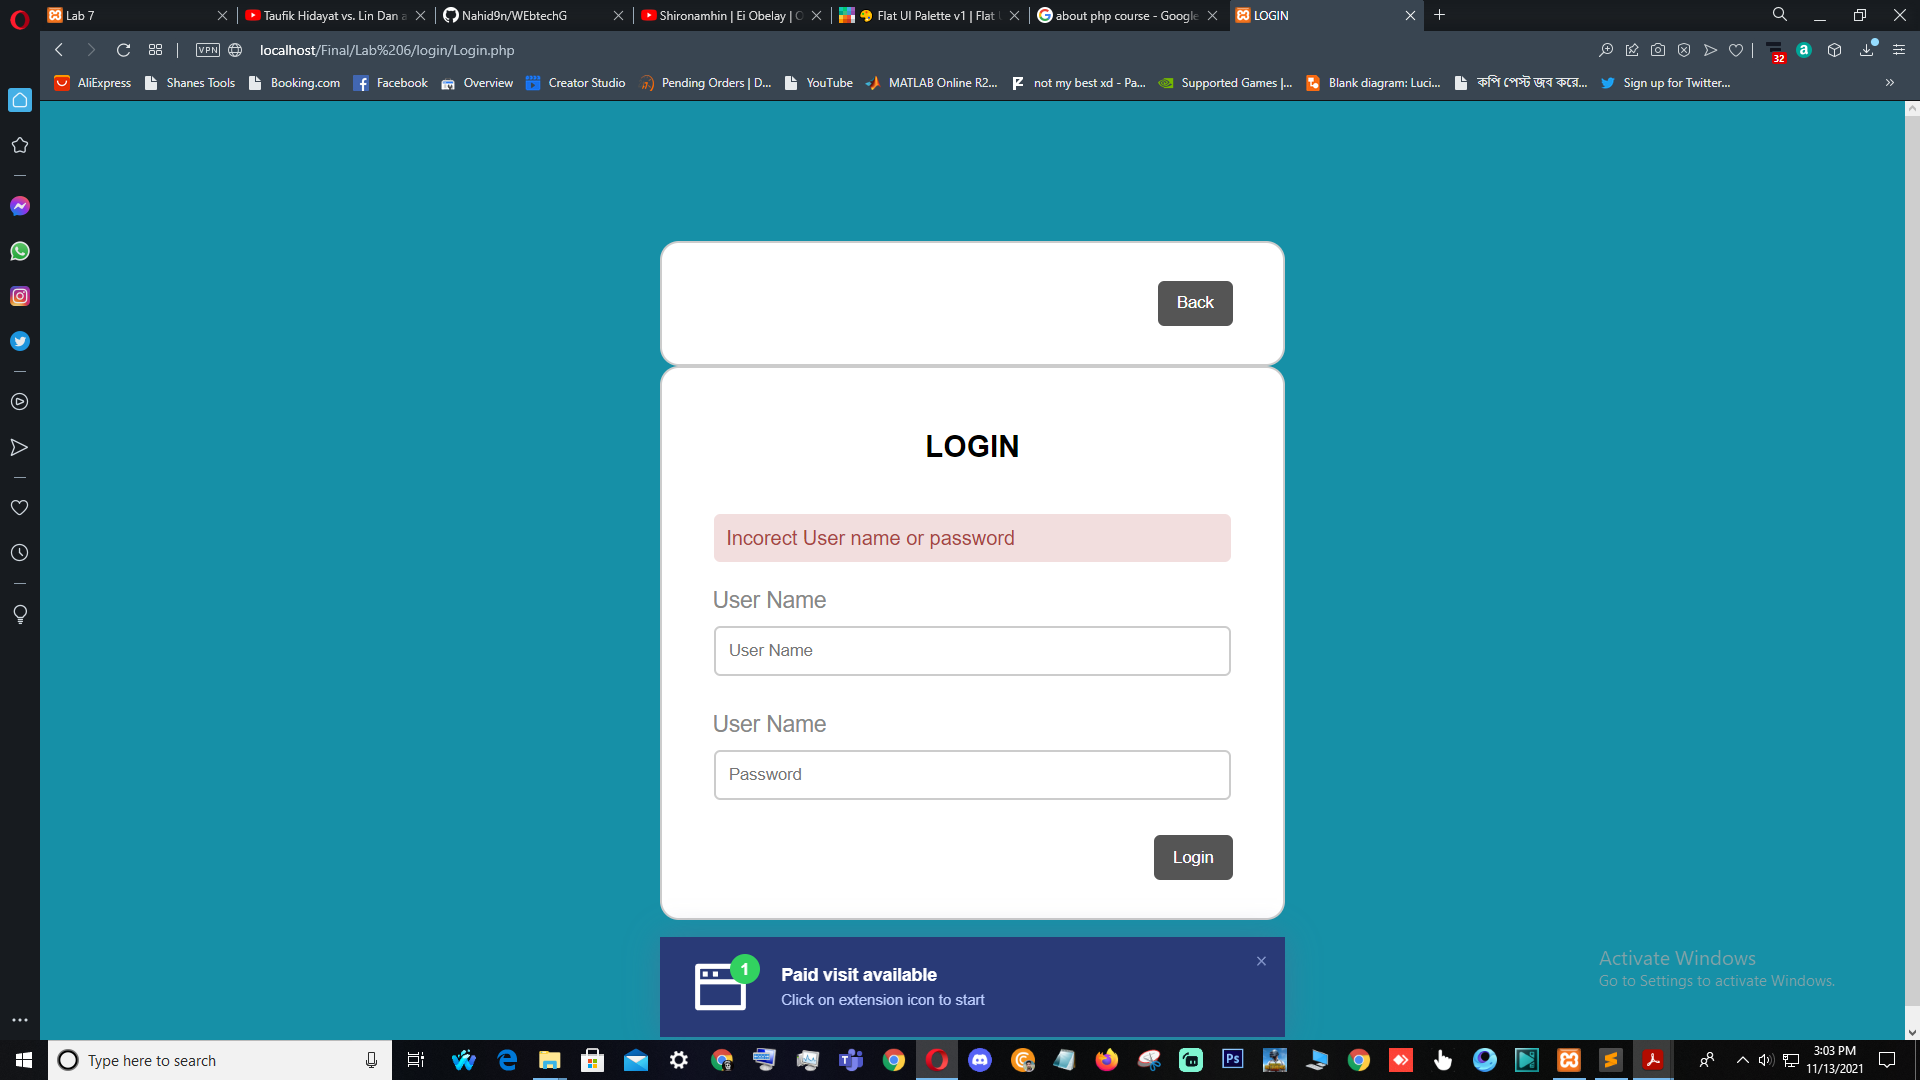 Lab 7
Taufik Hidayat vs. Lin Dan a
Nahid9n/WEbtechG
Shironamhin | Ei Obelay | O
Flat UI Palette v1 | Flat
about php course - Google
LOGIN
VPN
localhost/Final/Lab%206/login/Login.php
32
a
AliExpress
Shanes Tools
Booking.com
Facebook
Overview
Creator Studio
Pending Orders | D...
YouTube
MATLAB Online R2...
not my best xd - Pa...
Supported Games |...
Blank diagram: Luci...
কপি পেস্ট জব করে...
Sign up for Twitter...
Back
LOGIN
Incorect User name or password
User Name
User Name
User Name
Password
Login
1
Paid visit available
Click on extension icon to start
Activate Windows
Go to Settings to activate Windows.
Type here to search
Ps
3:03 PM
11/13/2021